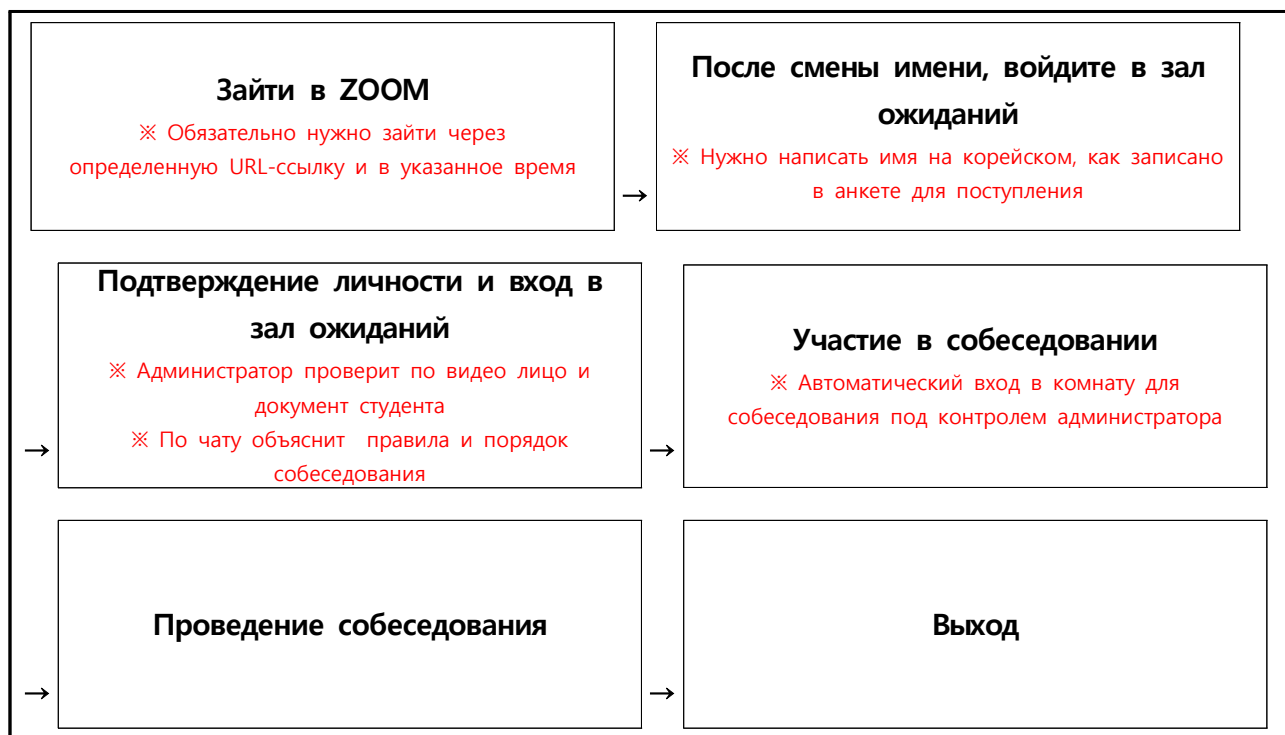 Зайти в ZOOM
※ Обязательно нужно зайти через
определенную URL-ссылку и в указанное время
→
После смены имени, войдите в зал
ожиданий
※ Нужно написать имя на корейском, как записано
в анкете для поступления
→
Подтверждение личности и вход в
зал ожиданий
※ Администратор проверит по видео лицо и
документ студента
※ По чату объяснит правила и порядок
собеседования
→
Участие в собеседовании
※ Автоматический вход в комнату для
собеседования под контролем администратора
→
Проведение собеседования
→
Выход